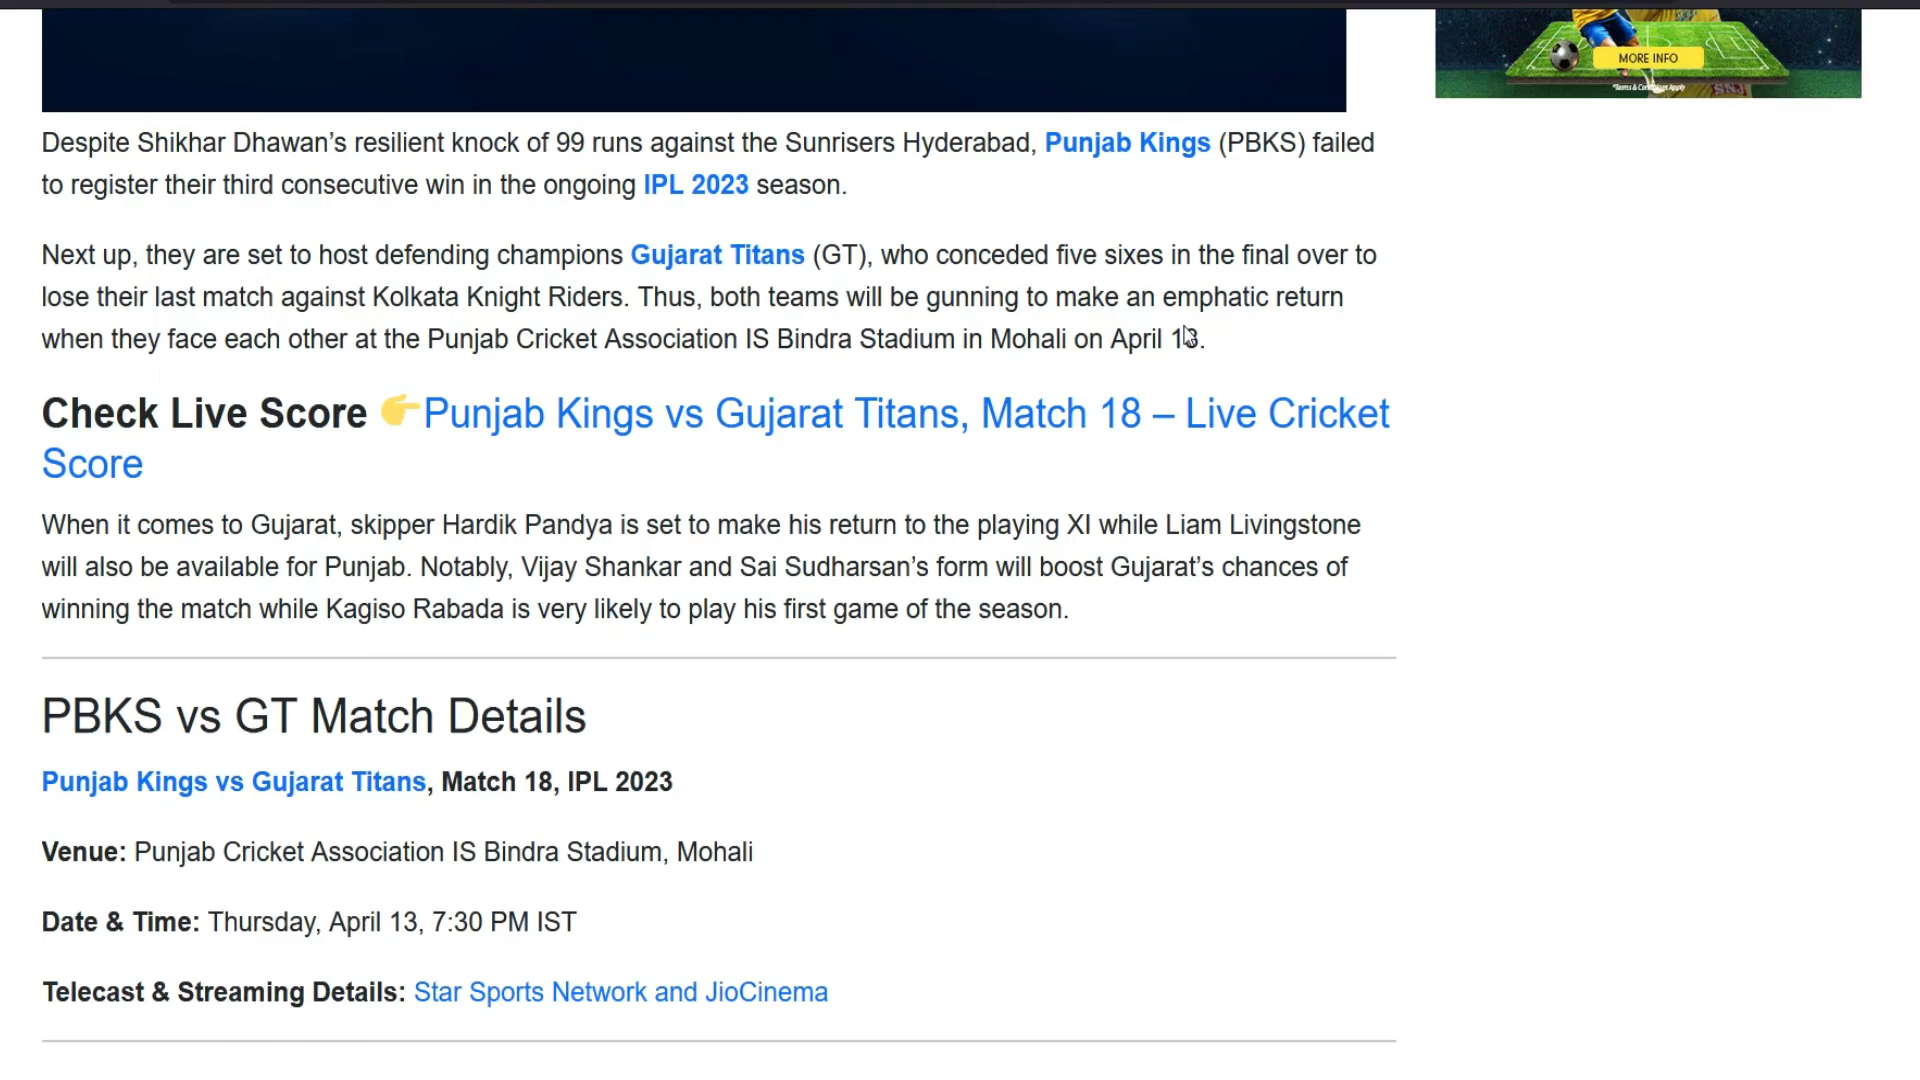 MORE INFO
*Terms & Conditions Apply
Despite Shikhar Dhawan’s resilient knock of 99 runs against the Sunrisers Hyderabad, Punjab Kings (PBKS) failed
to register their third consecutive win in the ongoing IPL 2023 season.
Next up, they are set to host defending champions Gujarat Titans (GT), who conceded five sixes in the final over to
lose their last match against Kolkata Knight Riders. Thus, both teams will be gunning to make an emphatic return
when they face each other at the Punjab Cricket Association IS Bindra Stadium in Mohali on April 13.
Check Live Score 👉Punjab Kings vs Gujarat Titans, Match 18 – Live Cricket
Score
When it comes to Gujarat, skipper Hardik Pandya is set to make his return to the playing XI while Liam Livingstone
will also be available for Punjab. Notably, Vijay Shankar and Sai Sudharsan’s form will boost Gujarat’s chances of
winning the match while Kagiso Rabada is very likely to play his first game of the season.
PBKS vs GT Match Details
Punjab Kings vs Gujarat Titans, Match 18, IPL 2023
Venue: Punjab Cricket Association IS Bindra Stadium, Mohali
Date & Time: Thursday, April 13, 7:30 PM IST
Telecast & Streaming Details: Star Sports Network and JioCinema